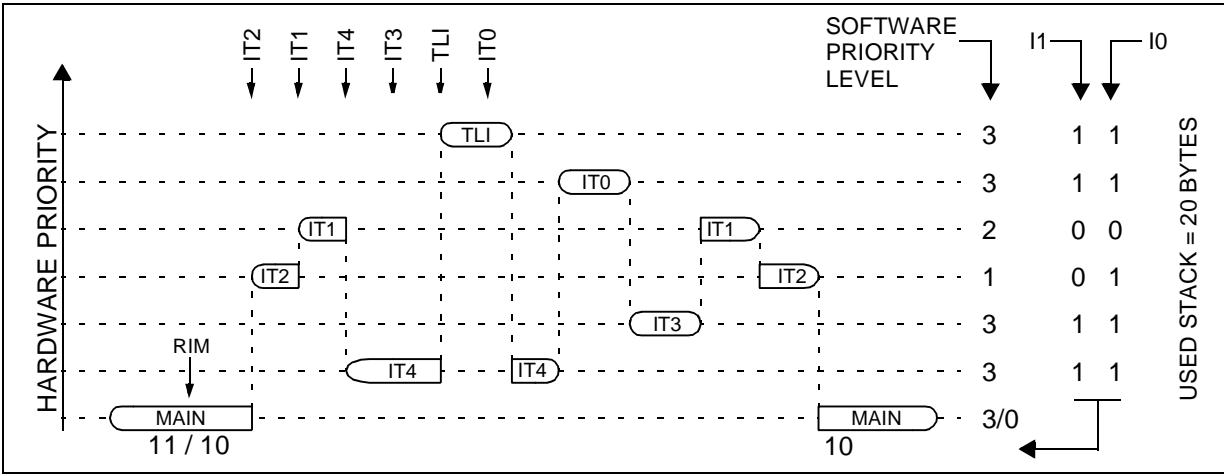 IT2
IT1
IT4
IT3
TLI
IT0
SOFTWARE
PRIORITY
LEVEL
I1
I0
HARDWARE PRIORITY
TLI
3
1 1
IT0
3
1 1
IT1
IT1
2
0 0
IT2
IT2
1
0 1
IT3
3
1 1
RIM
IT4
IT4
3
1 1
MAIN
MAIN
3/0
11 / 10
10
USED STACK = 20 BYTES